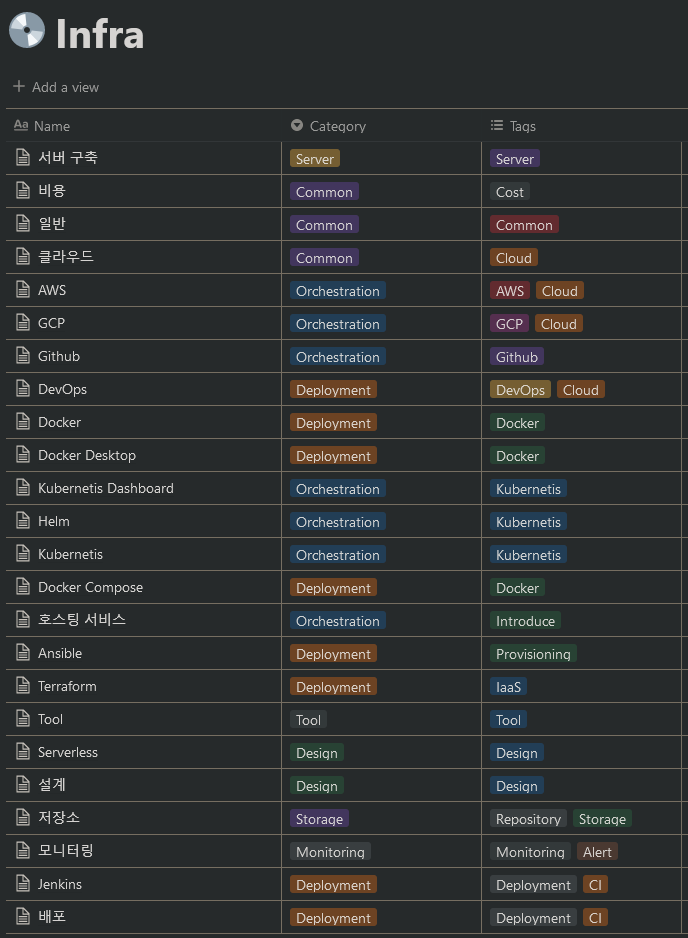 Infra
Add a view
Aa Name Category Tags
서버 구축 Server Server
비용 Common Cost
일반 Common Common
클라우드 Common Cloud
AWS Orchestration AWS Cloud
GCP Orchestration GCP Cloud
Github Orchestration Github
DevOps Deployment DevOps Cloud
Docker Deployment Docker
Docker Desktop Deployment Docker
Kubernetis Dashboard Orchestration Kubernetis
Helm Orchestration Kubernetis
Kubernetis Orchestration Kubernetis
Docker Compose Deployment Docker
호스팅 서비스 Orchestration Introduce
Ansible Deployment Provisioning
Terraform Deployment IaaS
Tool Tool Tool
Serverless Design Design
설계 Design Design
저장소 Storage Repository Storage
모니터링 Monitoring Monitoring Alert
Jenkins Deployment Deployment CI
배포 Deployment Deployment CI